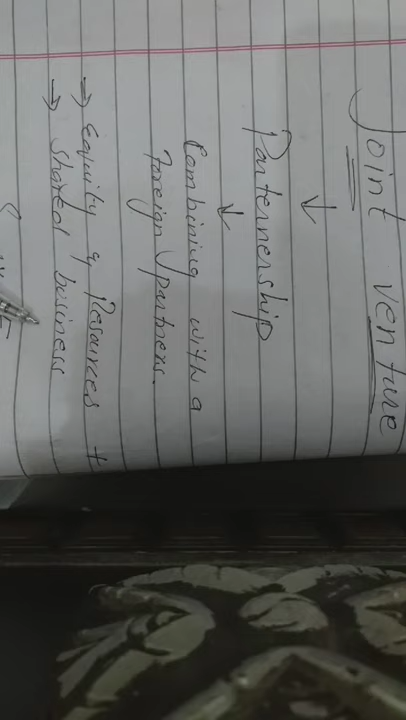 Joint venture
↓
Parternership
↓
Combining with a
foreign partners.
→ Equity & Resources +
→ Shared business